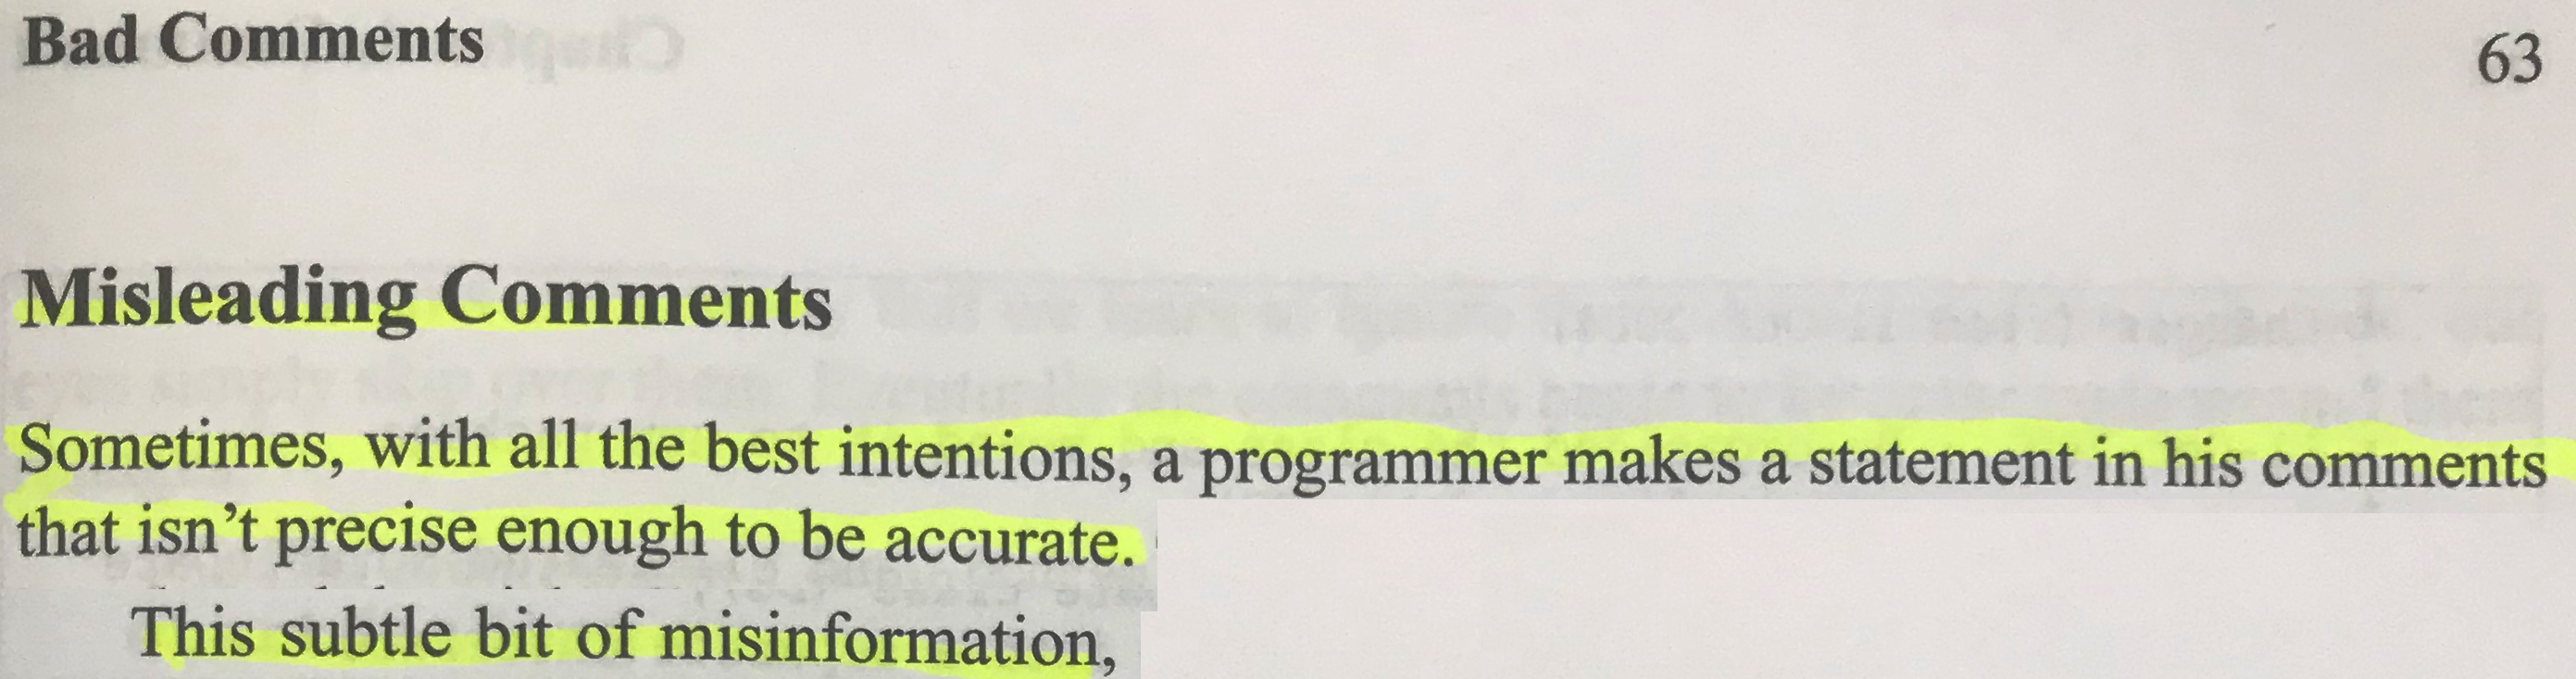 Bad Comments 63
Misleading Comments
Sometimes, with all the best intentions, a programmer makes a statement in his comments
that isn't precise enough to be accurate.
This subtle bit of misinformation,